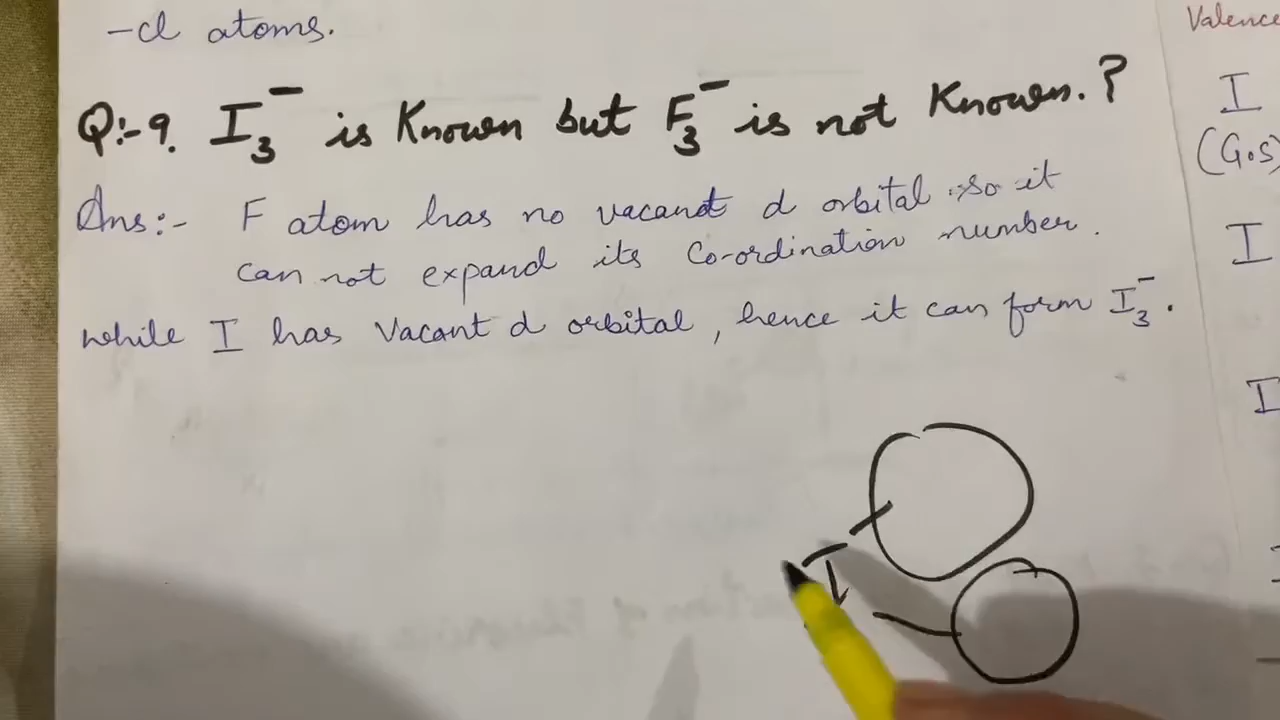 -cl atoms.
Valence
Q:-9. I₃⁻ is Known but F₃⁻ is not Known.?
I
(G.S)
Ans:- F atom has no vacant d orbital so it
can not expand its Co-ordination number.
I
while I has Vacant d orbital, hence it can form I₃⁻.
I